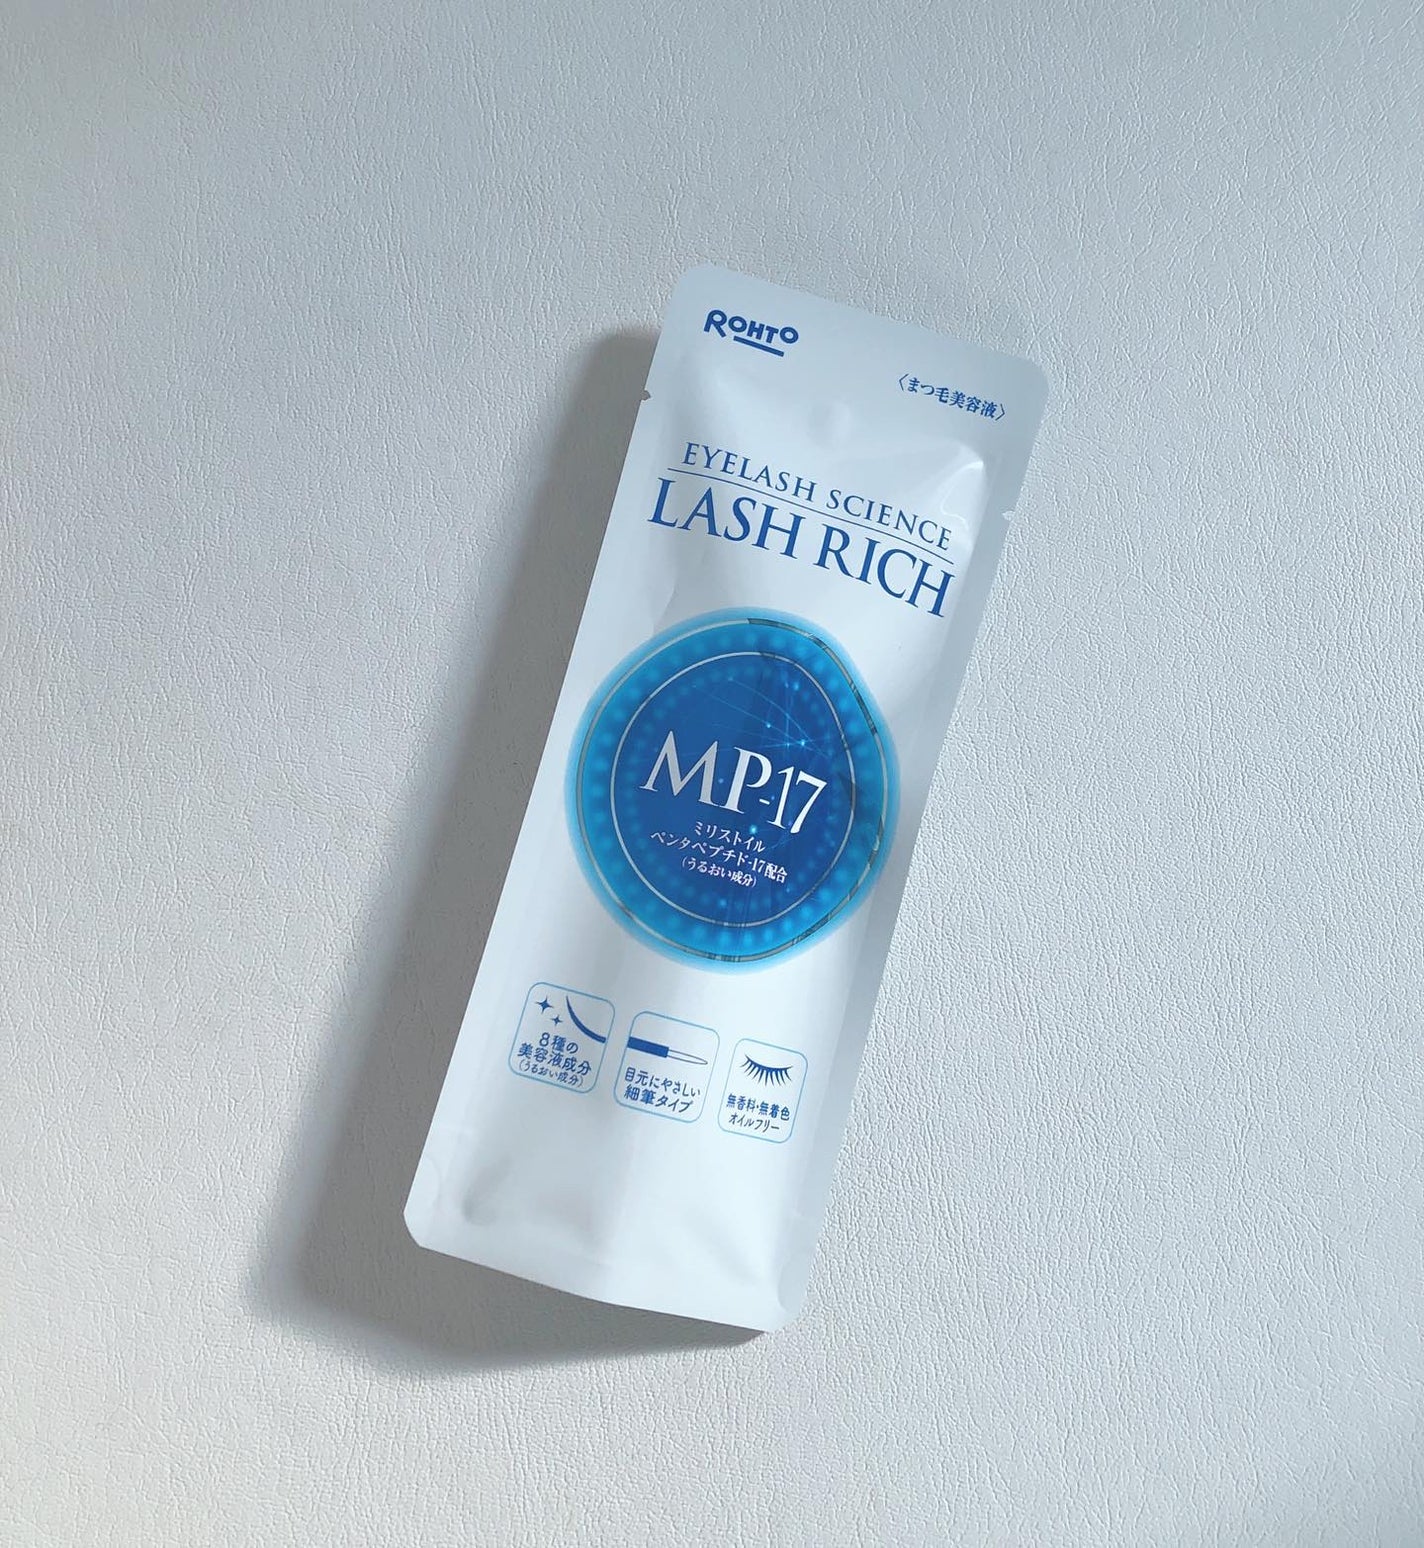 ROHTO
〈まつ毛美容液〉
EYELASH SCIENCE
LASH RICH
MP-17
ミリストイル
ペンタペプチド-17配合
(うるおい成分)
8種の
美容液成分
(うるおい成分)
目元にやさしい
細筆タイプ
無香料・無着色
オイルフリー